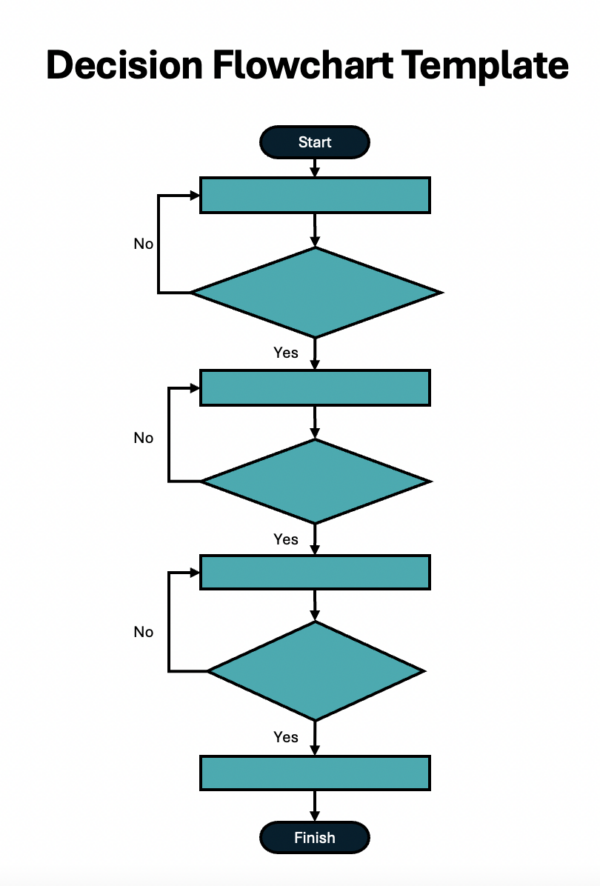 Decision Flowchart Template
Start
No
Yes
No
Yes
No
Yes
Finish